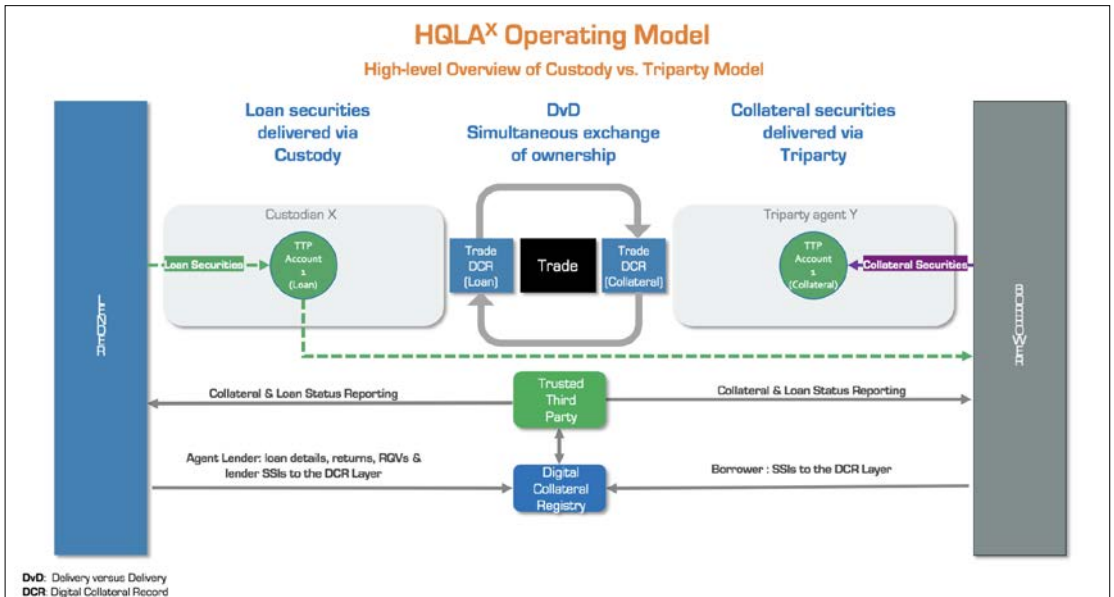 HQLAˣ Operating Model
High-level Overview of Custody vs. Triparty Model
Loan securities
delivered via
Custody
DvD
Simultaneous exchange
of ownership
Collateral securities
delivered via
Triparty
Custodian X
Triparty agent Y
LENDER
Loan Securities
TTP
Account
1
(Loan)
Trade
DCR
(Loan)
Trade
Trade
DCR
(Collateral)
TTP
Account
1
(Collateral)
Collateral Securities
BORROWER
Collateral & Loan Status Reporting
Trusted
Third
Party
Collateral & Loan Status Reporting
Agent Lender: loan details, returns, RQVs &
lender SSIs to the DCR Layer
Digital
Collateral
Registry
Borrower : SSIs to the DCR Layer
DvD: Delivery versus Delivery
DCR: Digital Collateral Record